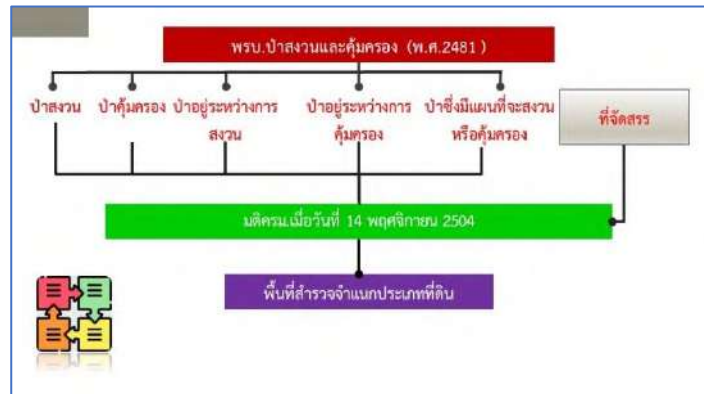 พรบ.ป่าสงวนและคุ้มครอง (พ.ศ.2481 )
ป่าสงวน
ป่าคุ้มครอง
ป่าอยู่ระหว่างการ
สงวน
ป่าอยู่ระหว่างการ
คุ้มครอง
ป่าซึ่งมีแผนที่จะสงวน
หรือคุ้มครอง
ที่จัดสรร
มติครม.เมื่อวันที่ 14 พฤศจิกายน 2504
พื้นที่สำรวจจำแนกประเภทที่ดิน